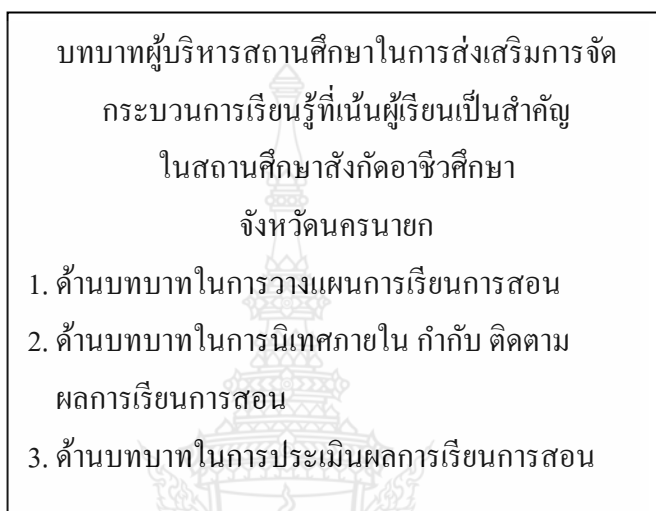 บทบาทผู้บริหารสถานศึกษาในการส่งเสริมการจัด
กระบวนการเรียนรู้ที่เน้นผู้เรียนเป็นสำคัญ
ในสถานศึกษาสังกัดอาชีวศึกษา
จังหวัดนครนายก
1. ด้านบทบาทในการวางแผนการเรียนการสอน
2. ด้านบทบาทในการนิเทศภายใน กำกับ ติดตาม
ผลการเรียนการสอน
3. ด้านบทบาทในการประเมินผลการเรียนการสอน